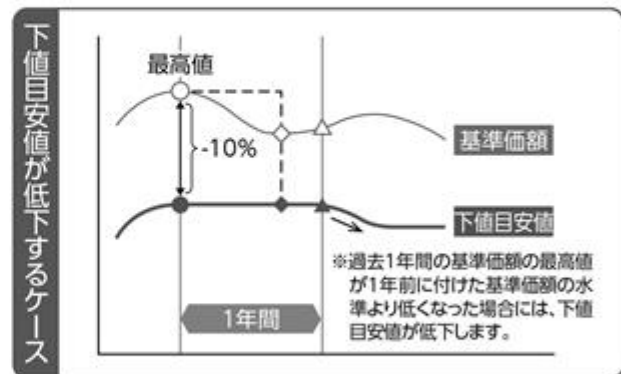 下値目安値が低下するケース
最高値
-10%
基準価額
下値目安値
※過去1年間の基準価額の最高値
が1年前に付けた基準価額の水
準より低くなった場合には、下値
目安値が低下します。
1年間